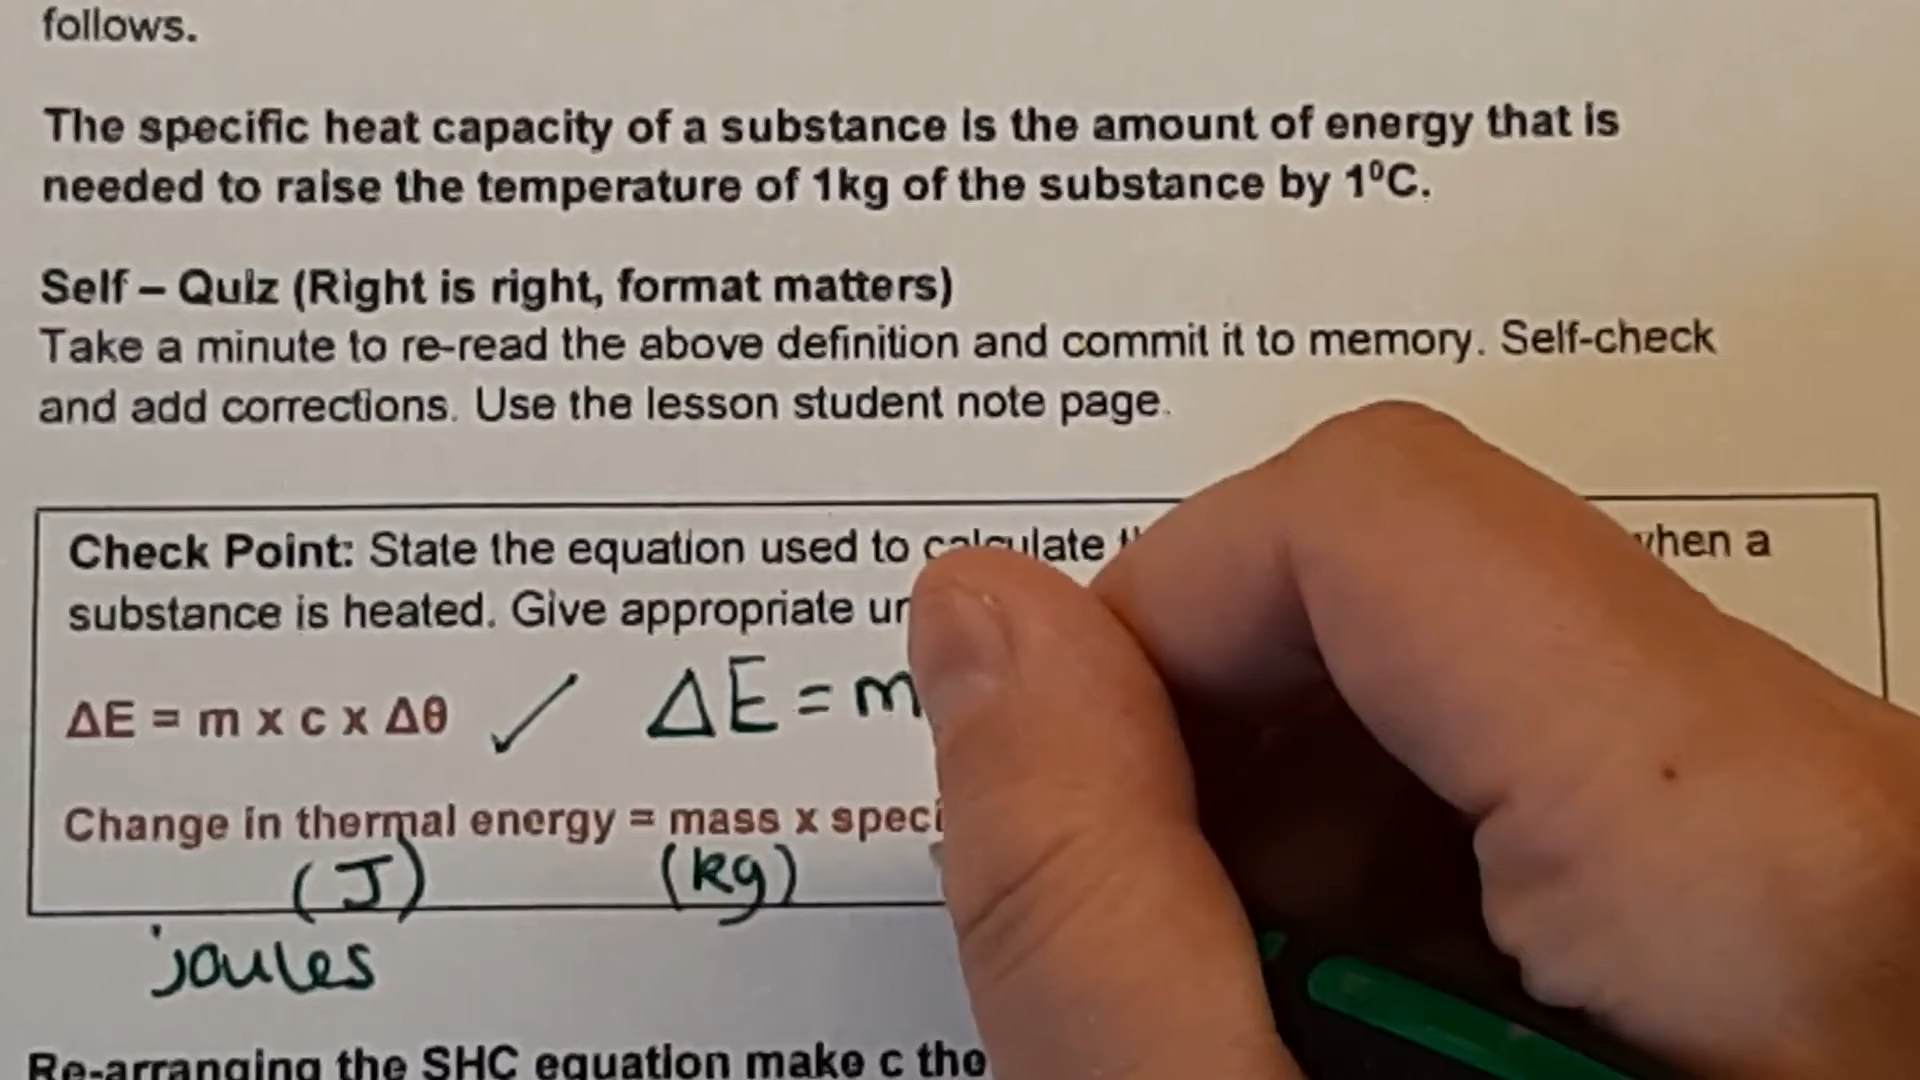 follows.
The specific heat capacity of a substance is the amount of energy that is
needed to raise the temperature of 1kg of the substance by 1⁰C.
Self – Quiz (Right is right, format matters)
Take a minute to re-read the above definition and commit it to memory. Self-check
and add corrections. Use the lesson student note page.
Check Point: State the equation used to calculate when a
substance is heated. Give appropriate
ΔE = m x c x Δθ ✓ ΔE = m
Change in thermal energy = mass x
(J) (kg)
joules
Re-arranging the SHC equation make c the